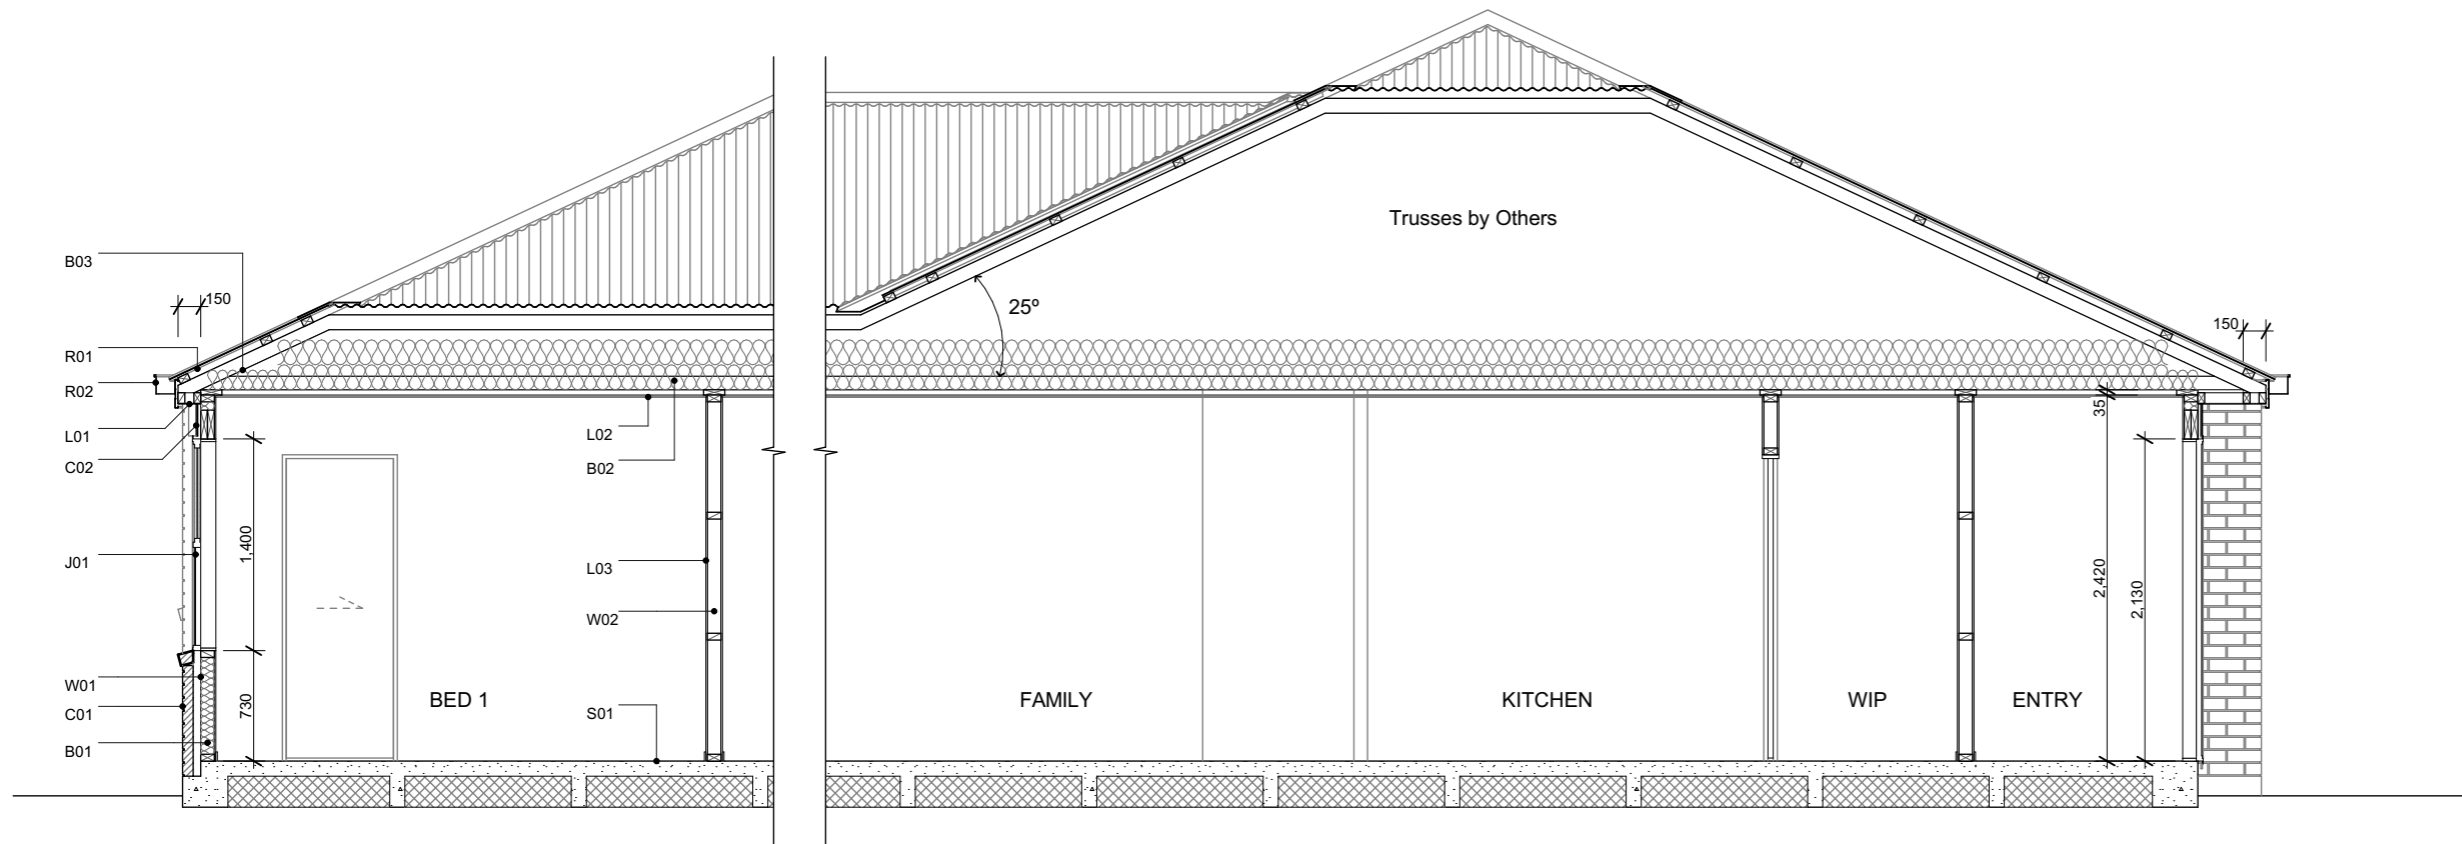 Trusses by Others
B03
150
25º
150
R01
R02
L01
C02
L02
B02
35
J01
1,400
L03
W02
2,420
2,130
W01
C01
B01
730
BED 1
S01
FAMILY
KITCHEN
WIP
ENTRY